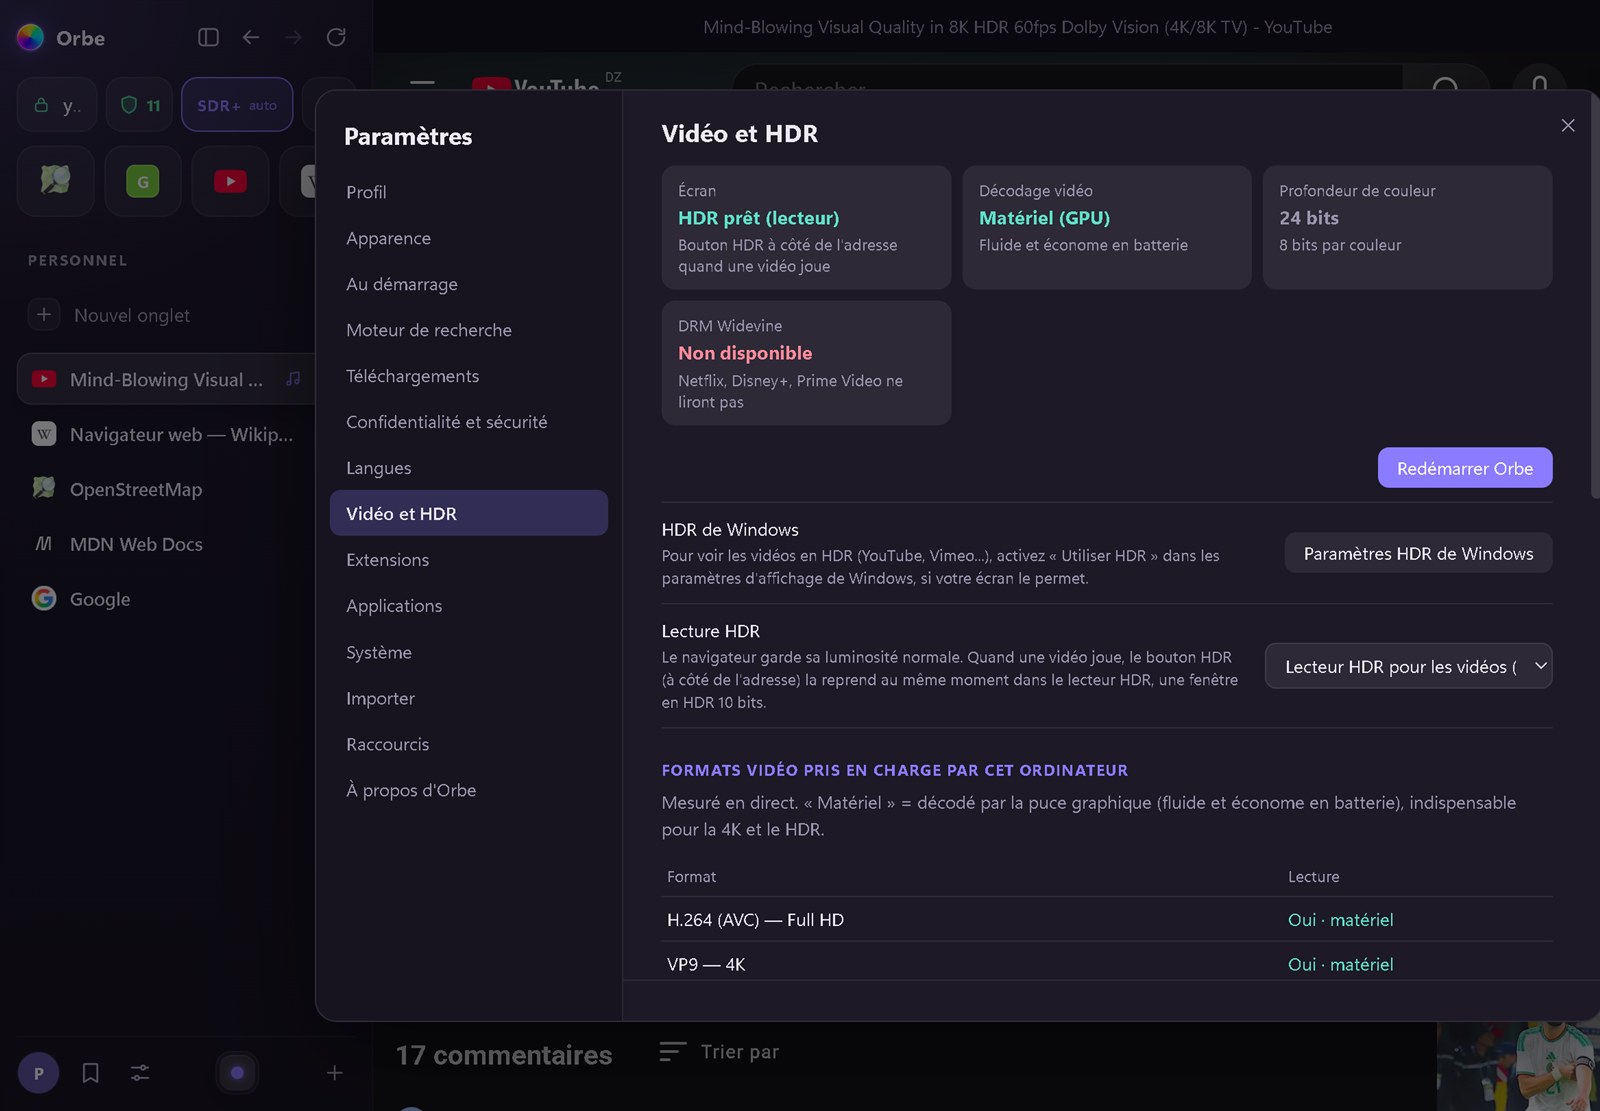 Orbe
Mind-Blowing Visual Quality in 8K HDR 60fps Dolby Vision (4K/8K TV) - YouTube
y..
11
SDR+ auto
YouTube DZ
Rechercher
G
W
PERSONNEL
Nouvel onglet
Mind-Blowing Visual ...
W
Navigateur web — Wikip...
OpenStreetMap
MDN Web Docs
Google
P
Paramètres
Profil
Apparence
Au démarrage
Moteur de recherche
Téléchargements
Confidentialité et sécurité
Langues
Vidéo et HDR
Extensions
Applications
Système
Importer
Raccourcis
À propos d'Orbe
Vidéo et HDR
Écran
HDR prêt (lecteur)
Bouton HDR à côté de l'adresse
quand une vidéo joue
Décodage vidéo
Matériel (GPU)
Fluide et économe en batterie
Profondeur de couleur
24 bits
8 bits par couleur
DRM Widevine
Non disponible
Netflix, Disney+, Prime Video ne
liront pas
Redémarrer Orbe
HDR de Windows
Pour voir les vidéos en HDR (YouTube, Vimeo...), activez « Utiliser HDR » dans les
paramètres d'affichage de Windows, si votre écran le permet.
Paramètres HDR de Windows
Lecture HDR
Le navigateur garde sa luminosité normale. Quand une vidéo joue, le bouton HDR
(à côté de l'adresse) la reprend au même moment dans le lecteur HDR, une fenêtre
en HDR 10 bits.
Lecteur HDR pour les vidéos (
FORMATS VIDÉO PRIS EN CHARGE PAR CET ORDINATEUR
Mesuré en direct. « Matériel » = décodé par la puce graphique (fluide et économe en batterie), indispensable
pour la 4K et le HDR.
Format
Lecture
H.264 (AVC) — Full HD
Oui · matériel
VP9 — 4K
Oui · matériel
17 commentaires
Trier par